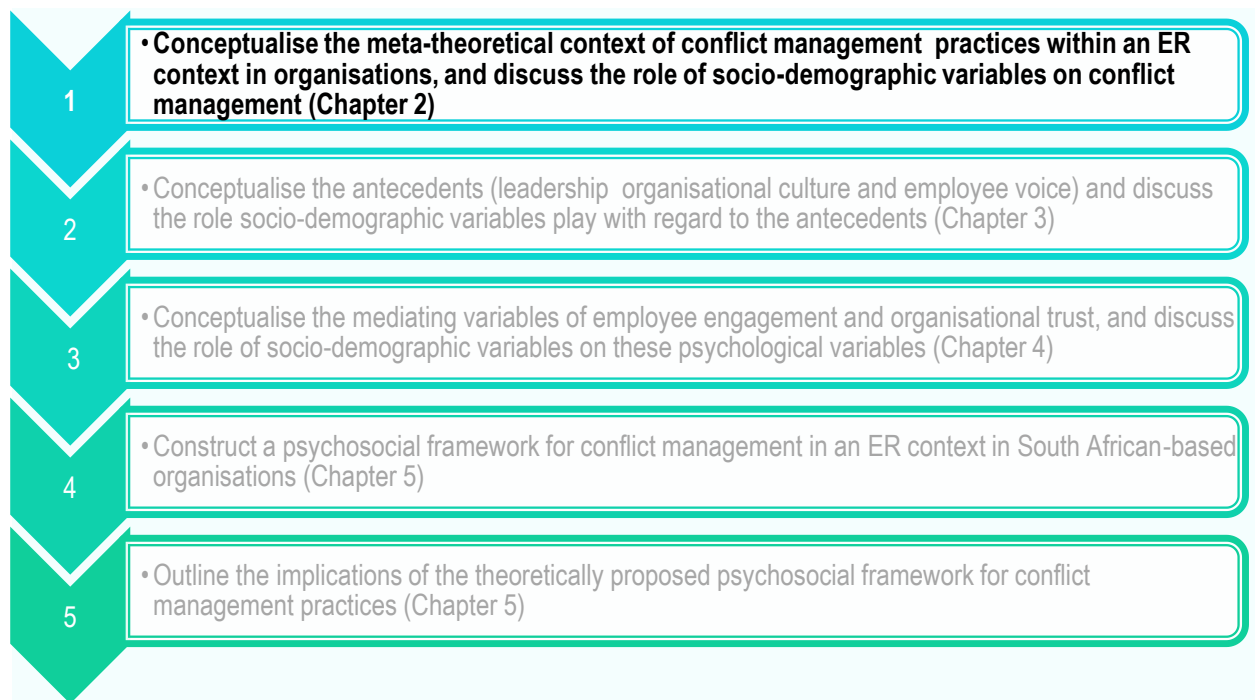 1
• Conceptualise the meta-theoretical context of conflict management practices within an ER
context in organisations, and discuss the role of socio-demographic variables on conflict
management (Chapter 2)
2
• Conceptualise the antecedents (leadership organisational culture and employee voice) and discuss
the role socio-demographic variables play with regard to the antecedents (Chapter 3)
3
• Conceptualise the mediating variables of employee engagement and organisational trust, and discuss
the role of socio-demographic variables on these psychological variables (Chapter 4)
4
• Construct a psychosocial framework for conflict management in an ER context in South African-based
organisations (Chapter 5)
5
• Outline the implications of the theoretically proposed psychosocial framework for conflict
management practices (Chapter 5)